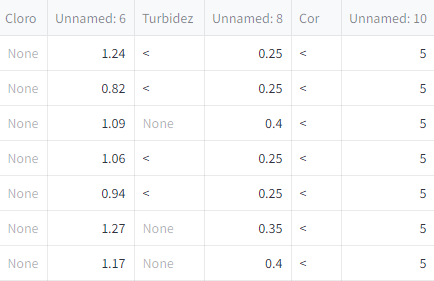 Cloro Unnamed: 6 Turbidez Unnamed: 8 Cor Unnamed: 10
None 1.24 < 0.25 < 5
None 0.82 < 0.25 < 5
None 1.09 None 0.4 < 5
None 1.06 < 0.25 < 5
None 0.94 < 0.25 < 5
None 1.27 None 0.35 < 5
None 1.17 None 0.4 < 5